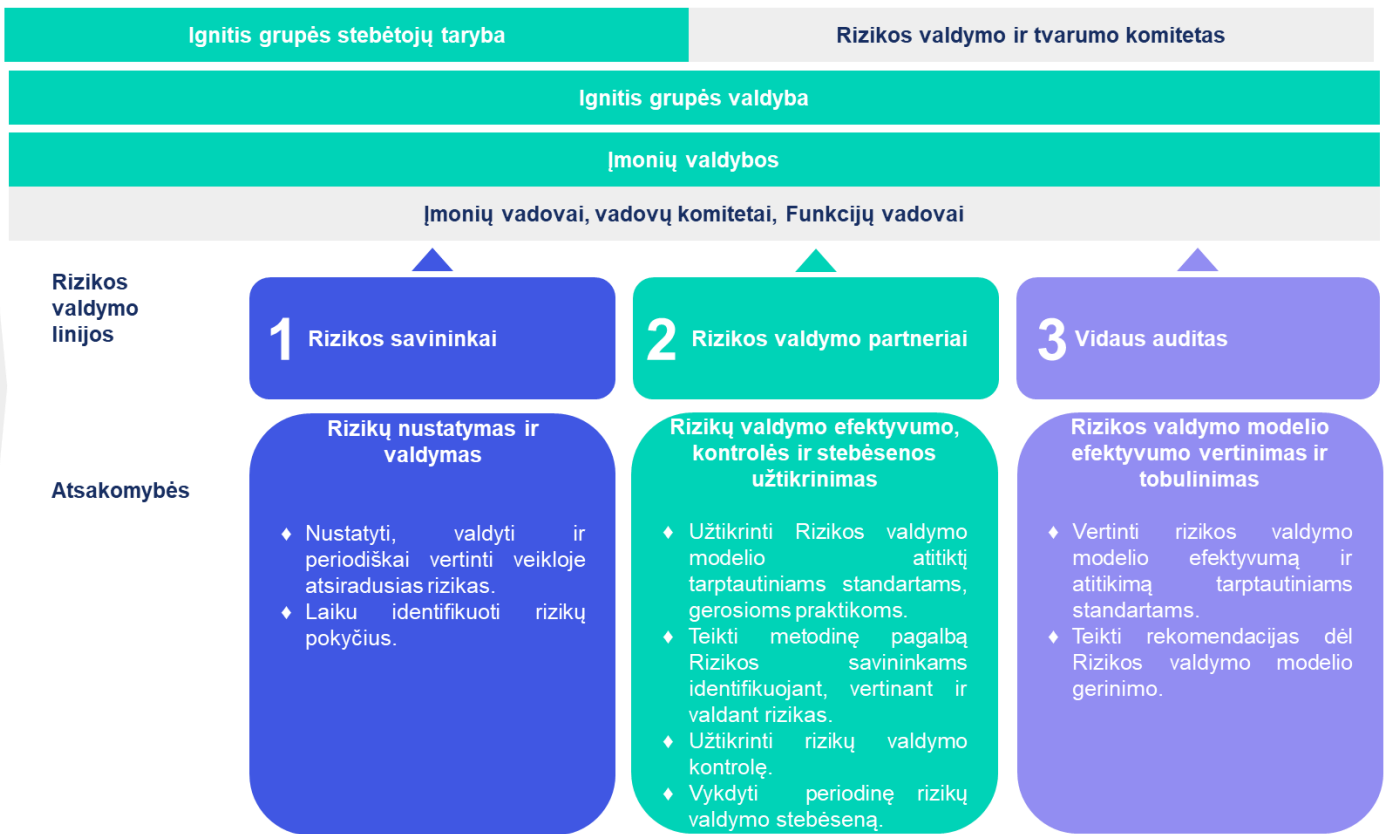 Ignitis grupės stebėtojų taryba
Rizikos valdymo ir tvarumo komitetas
Ignitis grupės valdyba
Įmonių valdybos
Įmonių vadovai, vadovų komitetai, Funkcijų vadovai
Rizikos
valdymo
linijos
1 Rizikos savininkai
2 Rizikos valdymo partneriai
3 Vidaus auditas
Atsakomybės
Rizikų nustatymas ir
valdymas
♦ Nustatyti, valdyti ir
periodiškai vertinti veikloje
atsiradusias rizikas.
♦ Laiku identifikuoti rizikų
pokyčius.
Rizikų valdymo efektyvumo,
kontrolės ir stebėsenos
užtikrinimas
♦ Užtikrinti Rizikos valdymo
modelio atitiktį
tarptautiniams standartams,
gerosioms praktikoms.
♦ Teikti metodinę pagalbą
Rizikos savininkams
identifikuojant, vertinant ir
valdant rizikas.
♦ Užtikrinti rizikų valdymo
kontrolę.
♦ Vykdyti periodinę rizikų
valdymo stebėseną.
Rizikos valdymo modelio
efektyvumo vertinimas ir
tobulinimas
♦ Vertinti rizikos valdymo
modelio efektyvumą ir
atitikimą tarptautiniams
standartams.
♦ Teikti rekomendacijas dėl
Rizikos valdymo modelio
gerinimo.